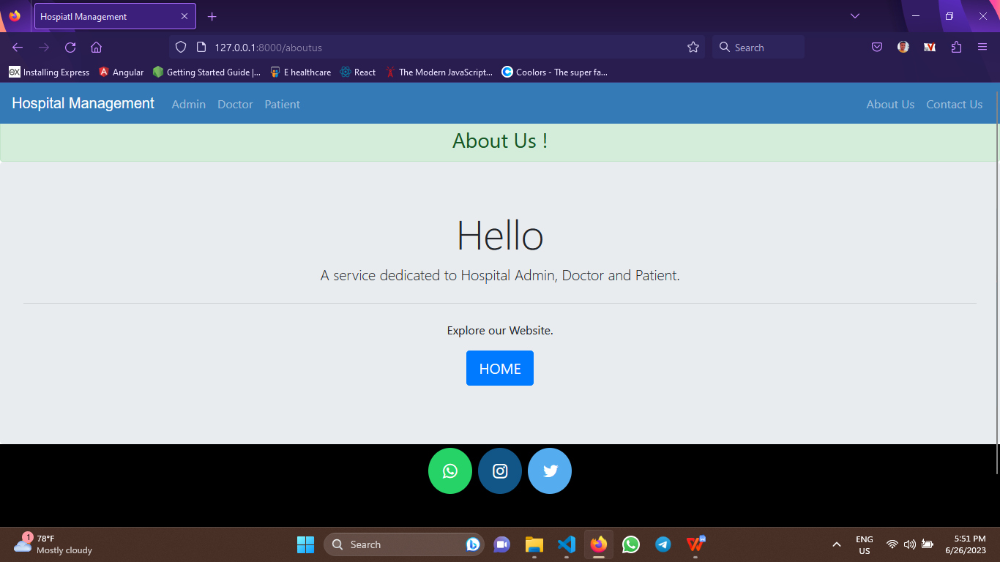 Hospiatl Management
127.0.0.1:8000/aboutus
Search
ex Installing Express
Angular
Getting Started Guide |...
E healthcare
React
The Modern JavaScript...
Coolors - The super fa...
Hospital Management Admin Doctor Patient About Us Contact Us
About Us !
Hello
A service dedicated to Hospital Admin, Doctor and Patient.
Explore our Website.
HOME
1
78°F
Mostly cloudy
Search
ENG
US
5:51 PM
6/26/2023